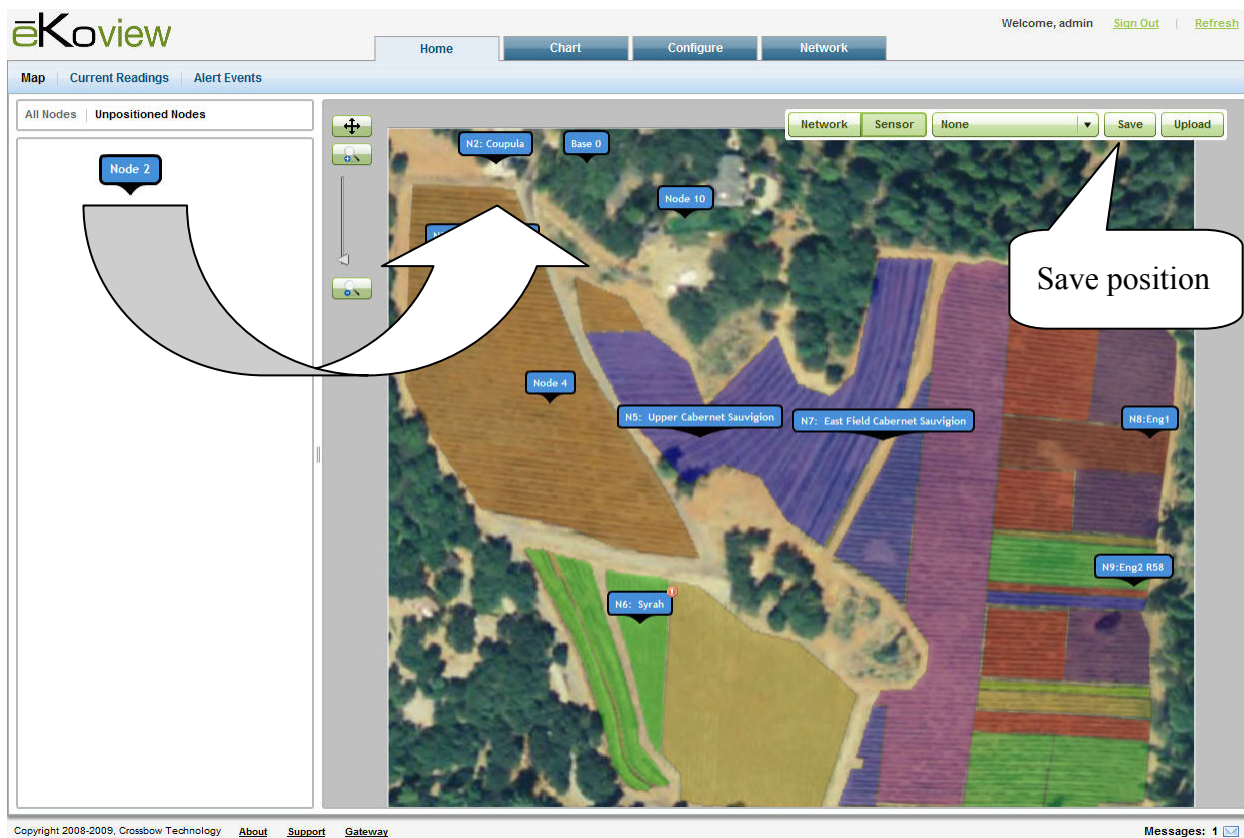 ēKoview
Welcome, admin Sign Out | Refresh
Home Chart Configure Network
Map | Current Readings | Alert Events
All Nodes | Unpositioned Nodes
Network Sensor None Save Upload
Node 2
N2: Coupula
Base 0
Node 10
Save position
Node 4
N5: Upper Cabernet Sauvigion
N7: East Field Cabernet Sauvigion
N8:Eng1
N9:Eng2 R58
N6: Syrah
Copyright 2008-2009, Crossbow Technology About Support Gateway
Messages: 1